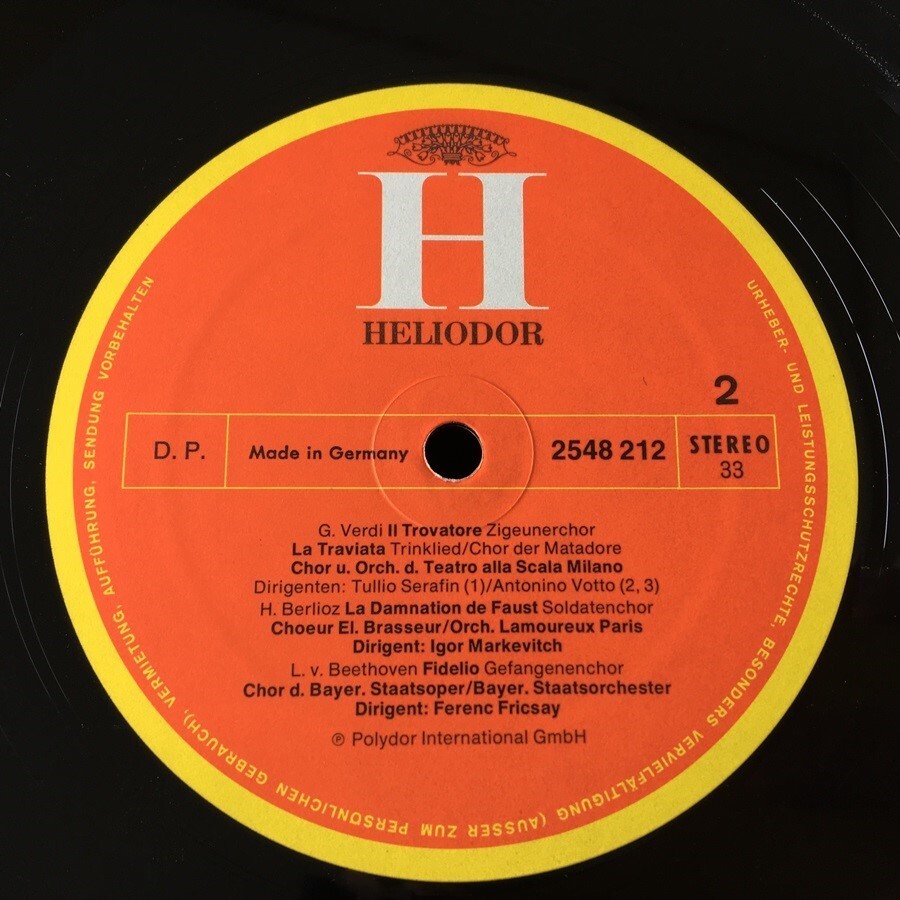 H
HELIODOR
2
D. P.
Made in Germany
2548 212
STEREO
33
G. Verdi Il Trovatore Zigeunerchor
La Traviata Trinklied/Chor der Matadore
Chor u. Orch. d. Teatro alla Scala Milano
Dirigenten: Tullio Serafin (1)/Antonino Votto (2, 3)
H. Berlioz La Damnation de Faust Soldatenchor
Choeur El. Brasseur/Orch. Lamoureux Paris
Dirigent: Igor Markevitch
L. v. Beethoven Fidelio Gefangenenchor
Chor d. Bayer. Staatsoper/Bayer. Staatsorchester
Dirigent: Ferenc Fricsay
℗ Polydor International GmbH
URHEBER- UND LEISTUNGSSCHUTZRECHTE, BESONDERS VERVIELFÄLTIGUNG (AUSSER ZUM PERSÖNLICHEN GEBRAUCH), VERMIETUNG, AUFFÜHRUNG, SENDUNG VORBEHALTEN